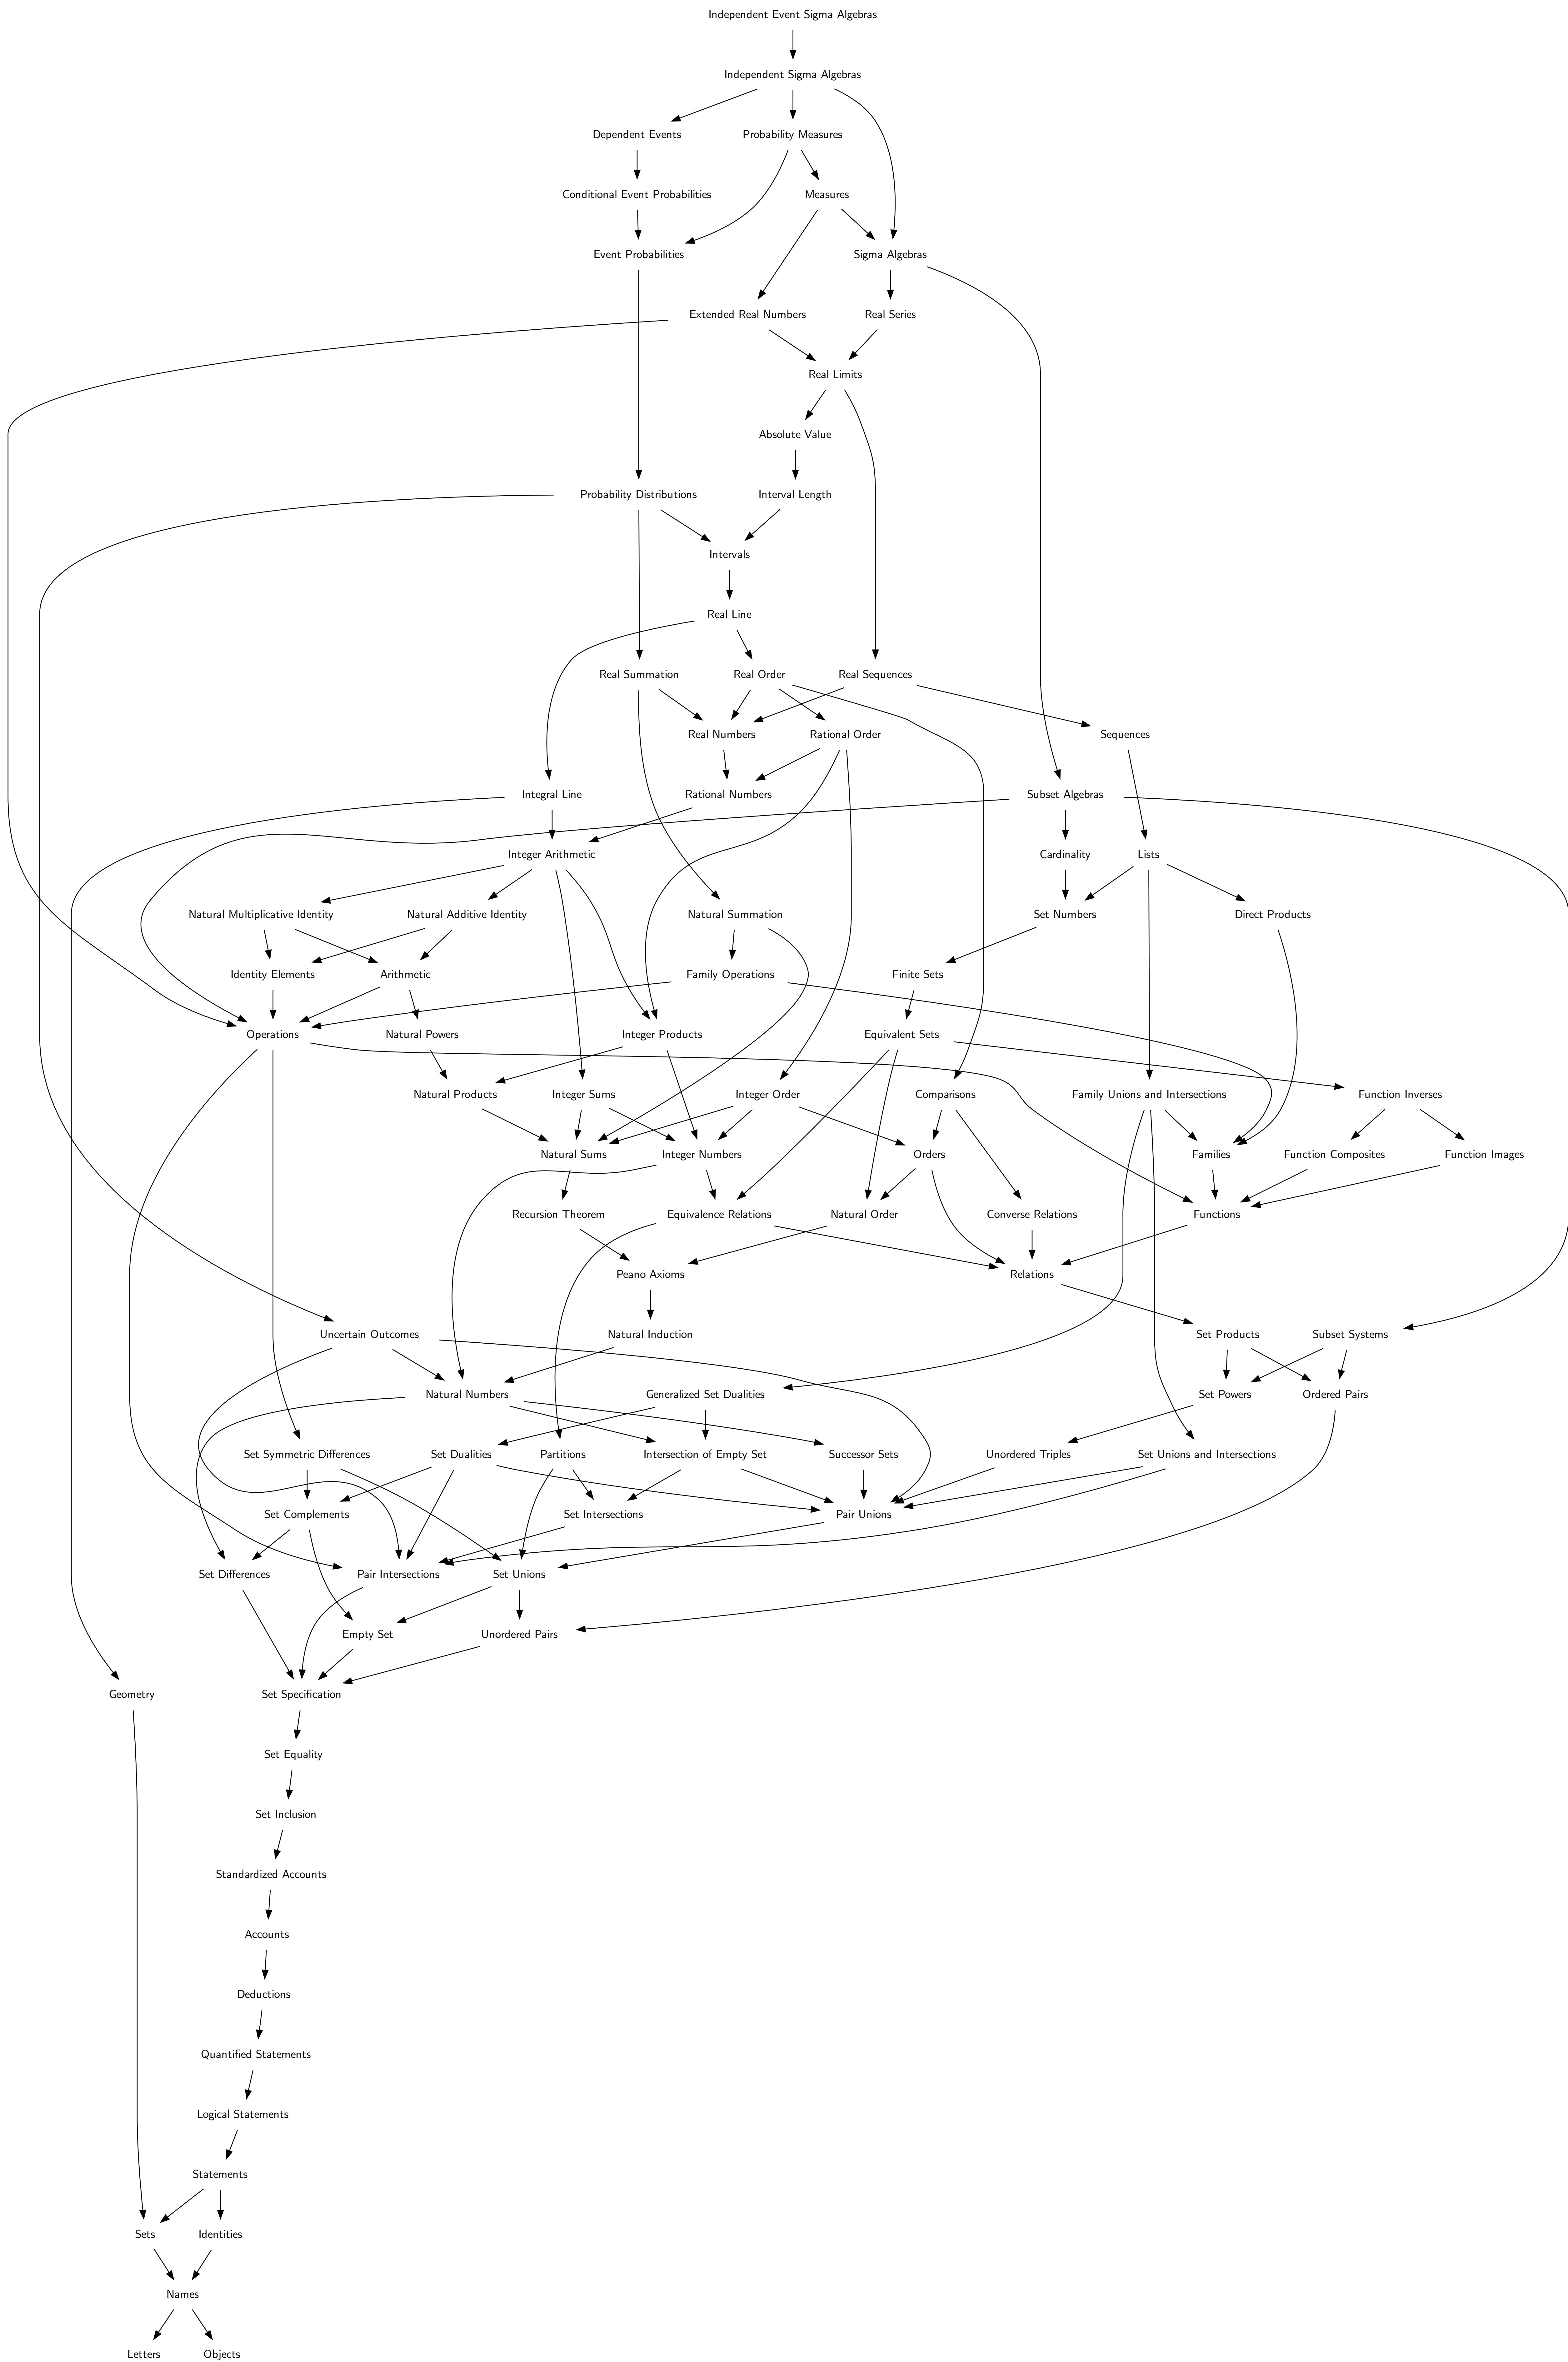 Independent Event Sigma Algebras
Independent Sigma Algebras
Dependent Events
Probability Measures
Conditional Event Probabilities
Measures
Event Probabilities
Sigma Algebras
Extended Real Numbers
Real Series
Real Limits
Absolute Value
Probability Distributions
Interval Length
Intervals
Real Line
Real Summation
Real Order
Real Sequences
Real Numbers
Rational Order
Sequences
Integral Line
Rational Numbers
Subset Algebras
Integer Arithmetic
Cardinality
Lists
Natural Multiplicative Identity
Natural Additive Identity
Natural Summation
Set Numbers
Direct Products
Identity Elements
Arithmetic
Family Operations
Finite Sets
Operations
Natural Powers
Integer Products
Equivalent Sets
Natural Products
Integer Sums
Integer Order
Comparisons
Family Unions and Intersections
Function Inverses
Natural Sums
Integer Numbers
Orders
Families
Function Composites
Function Images
Recursion Theorem
Equivalence Relations
Natural Order
Converse Relations
Functions
Peano Axioms
Relations
Uncertain Outcomes
Natural Induction
Set Products
Subset Systems
Natural Numbers
Generalized Set Dualities
Set Powers
Ordered Pairs
Set Symmetric Differences
Set Dualities
Partitions
Intersection of Empty Set
Successor Sets
Unordered Triples
Set Unions and Intersections
Set Complements
Set Intersections
Pair Unions
Set Differences
Pair Intersections
Set Unions
Empty Set
Unordered Pairs
Geometry
Set Specification
Set Equality
Set Inclusion
Standardized Accounts
Accounts
Deductions
Quantified Statements
Logical Statements
Statements
Sets
Identities
Names
Letters
Objects